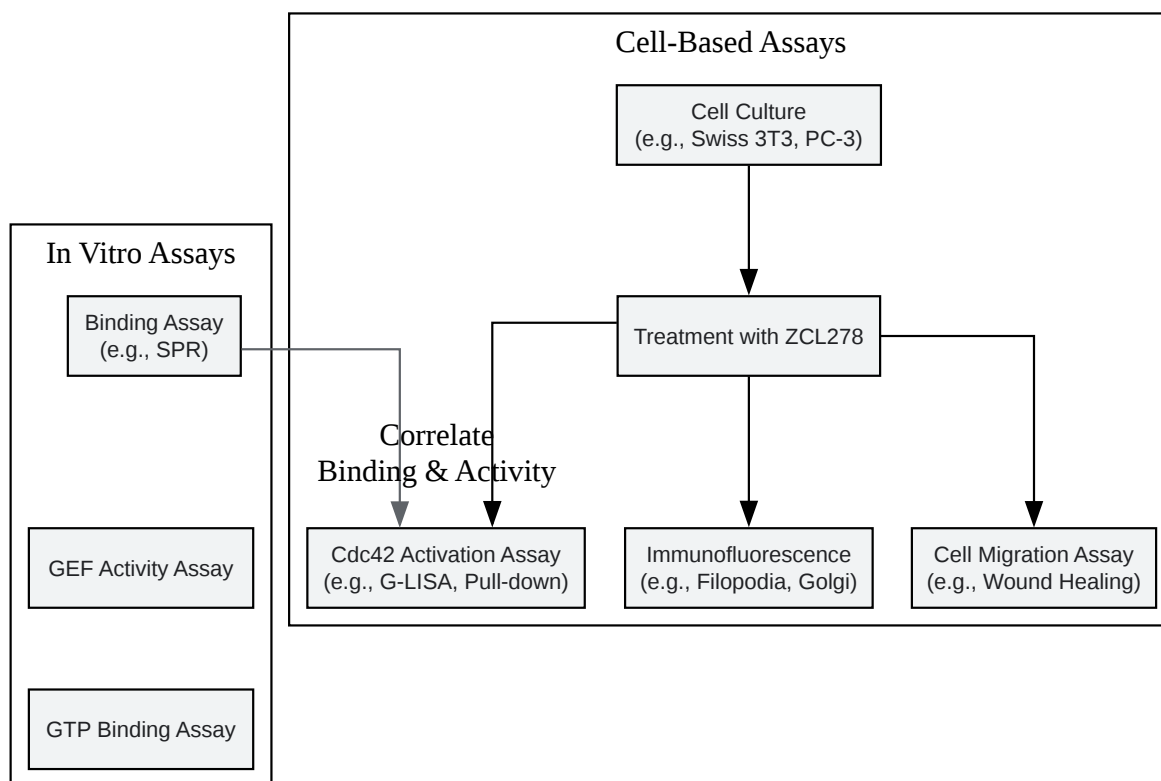 Cell-Based Assays
Cell Culture
(e.g., Swiss 3T3, PC-3)
In Vitro Assays
Binding Assay
(e.g., SPR)
Treatment with ZCL278
Correlate
Binding & Activity
GEF Activity Assay
Cdc42 Activation Assay
(e.g., G-LISA, Pull-down)
Immunofluorescence
(e.g., Filopodia, Golgi)
Cell Migration Assay
(e.g., Wound Healing)
GTP Binding Assay